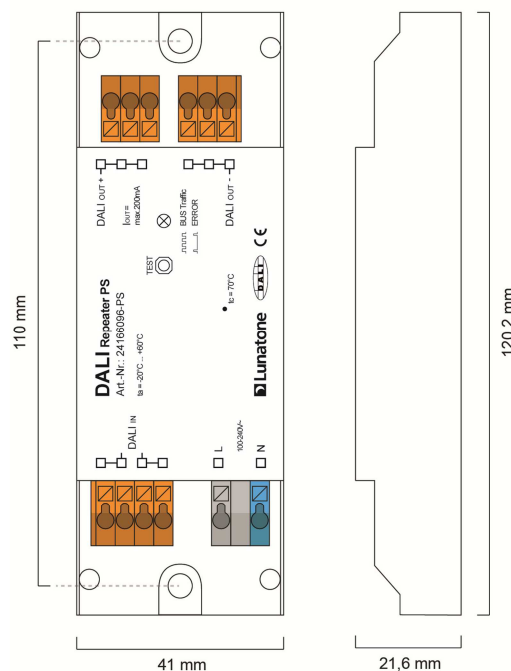 DALI OUT +
IOUT=
max.200mA
BUS Traffic
ERROR
DALI OUT -
TEST
DALI Repeater PS
Art.-Nr.: 24166096-PS
ta = -20°C ... +60°C
tc = 70°C
Lunatone
DALI
CE
DALI IN
L
100-240V~
N
110 mm
120,2 mm
41 mm
21,6 mm